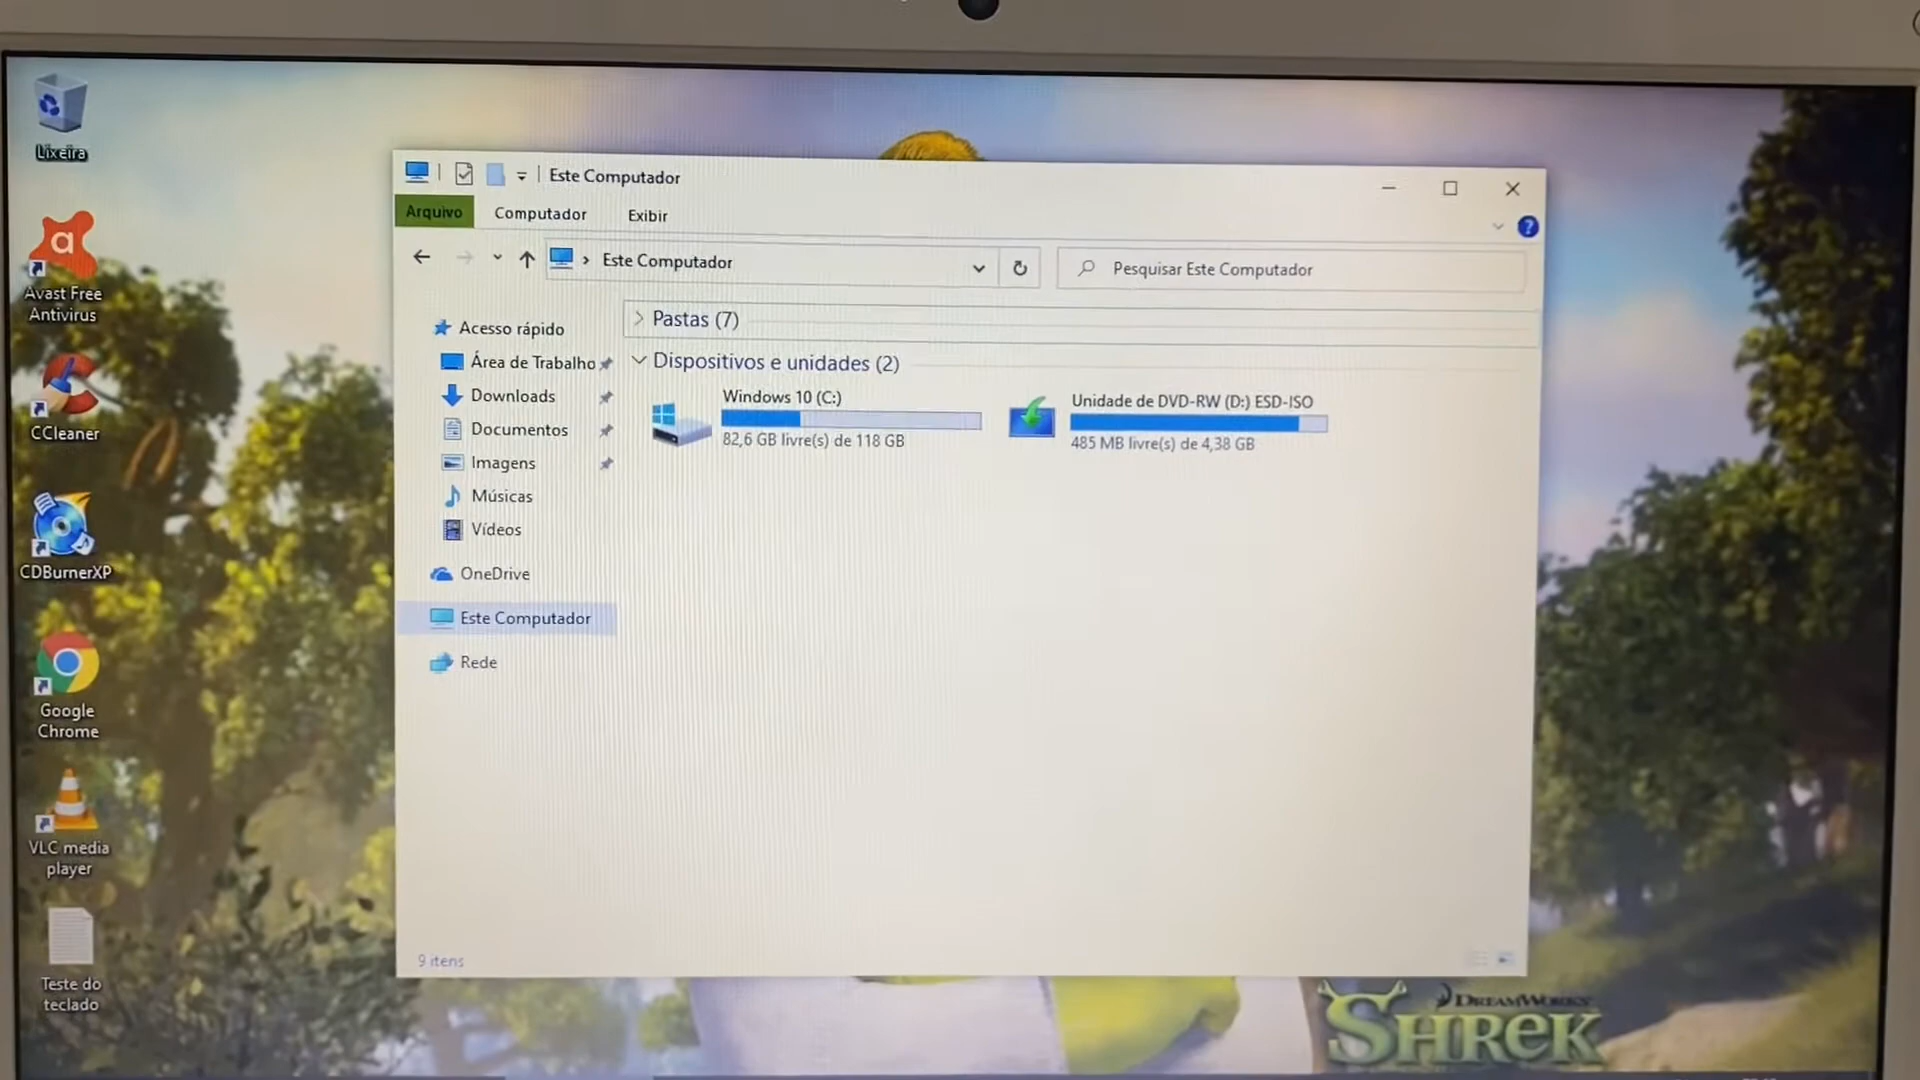 Lixeira
Avast Free
Antivirus
CCleaner
CDBurnerXP
Google
Chrome
VLC media
player
Teste do
teclado
Este Computador
Arquivo
Computador
Exibir
?
Este Computador
Pesquisar Este Computador
Acesso rápido
Área de Trabalho
Downloads
Documentos
Imagens
Músicas
Vídeos
OneDrive
Este Computador
Rede
Pastas (7)
Dispositivos e unidades (2)
Windows 10 (C:)
82,6 GB livre(s) de 118 GB
Unidade de DVD-RW (D:) ESD-ISO
485 MB livre(s) de 4,38 GB
9 itens
DREAMWORKS
SHREK